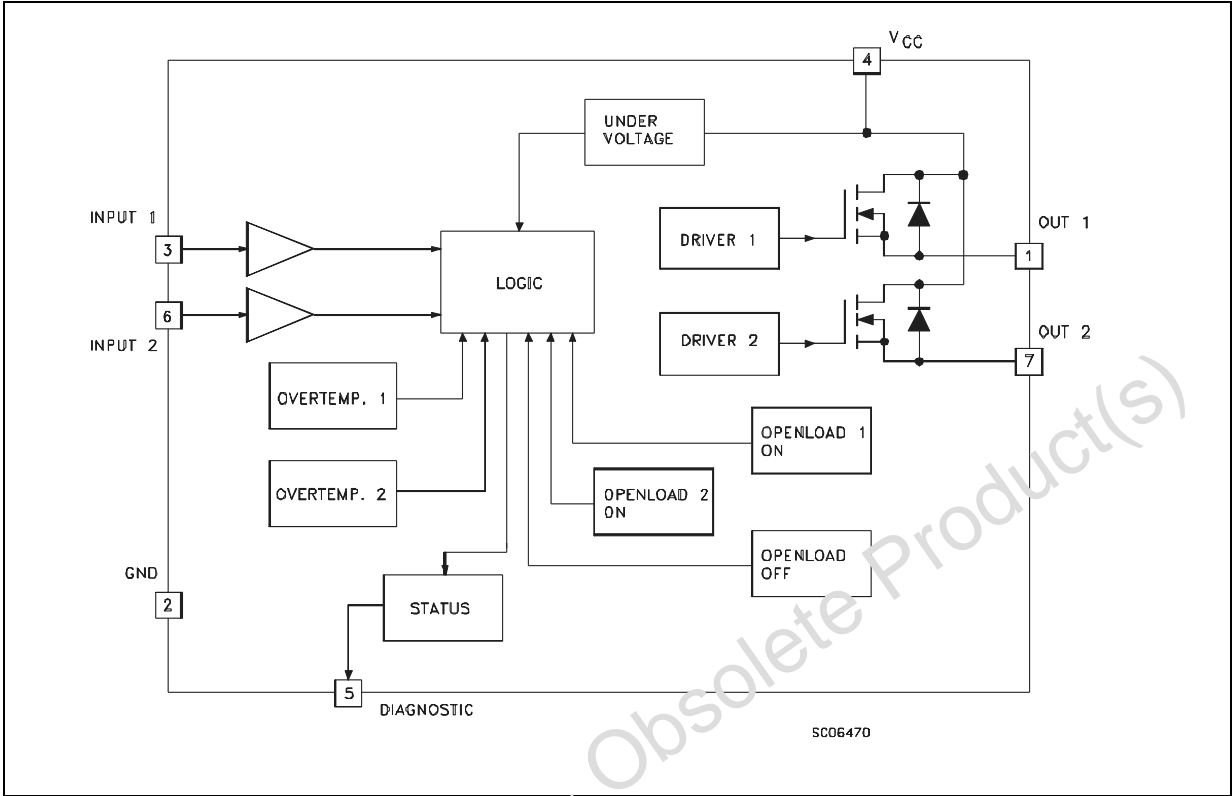 VCC
4
UNDER
VOLTAGE
INPUT 1
3
DRIVER 1
OUT 1
1
LOGIC
6
INPUT 2
DRIVER 2
OUT 2
7
OVERTEMP. 1
OPENLOAD 1
ON
OVERTEMP. 2
OPENLOAD 2
ON
OPENLOAD
OFF
GND
2
STATUS
5
DIAGNOSTIC
SC06470
Obsolete Product(s)